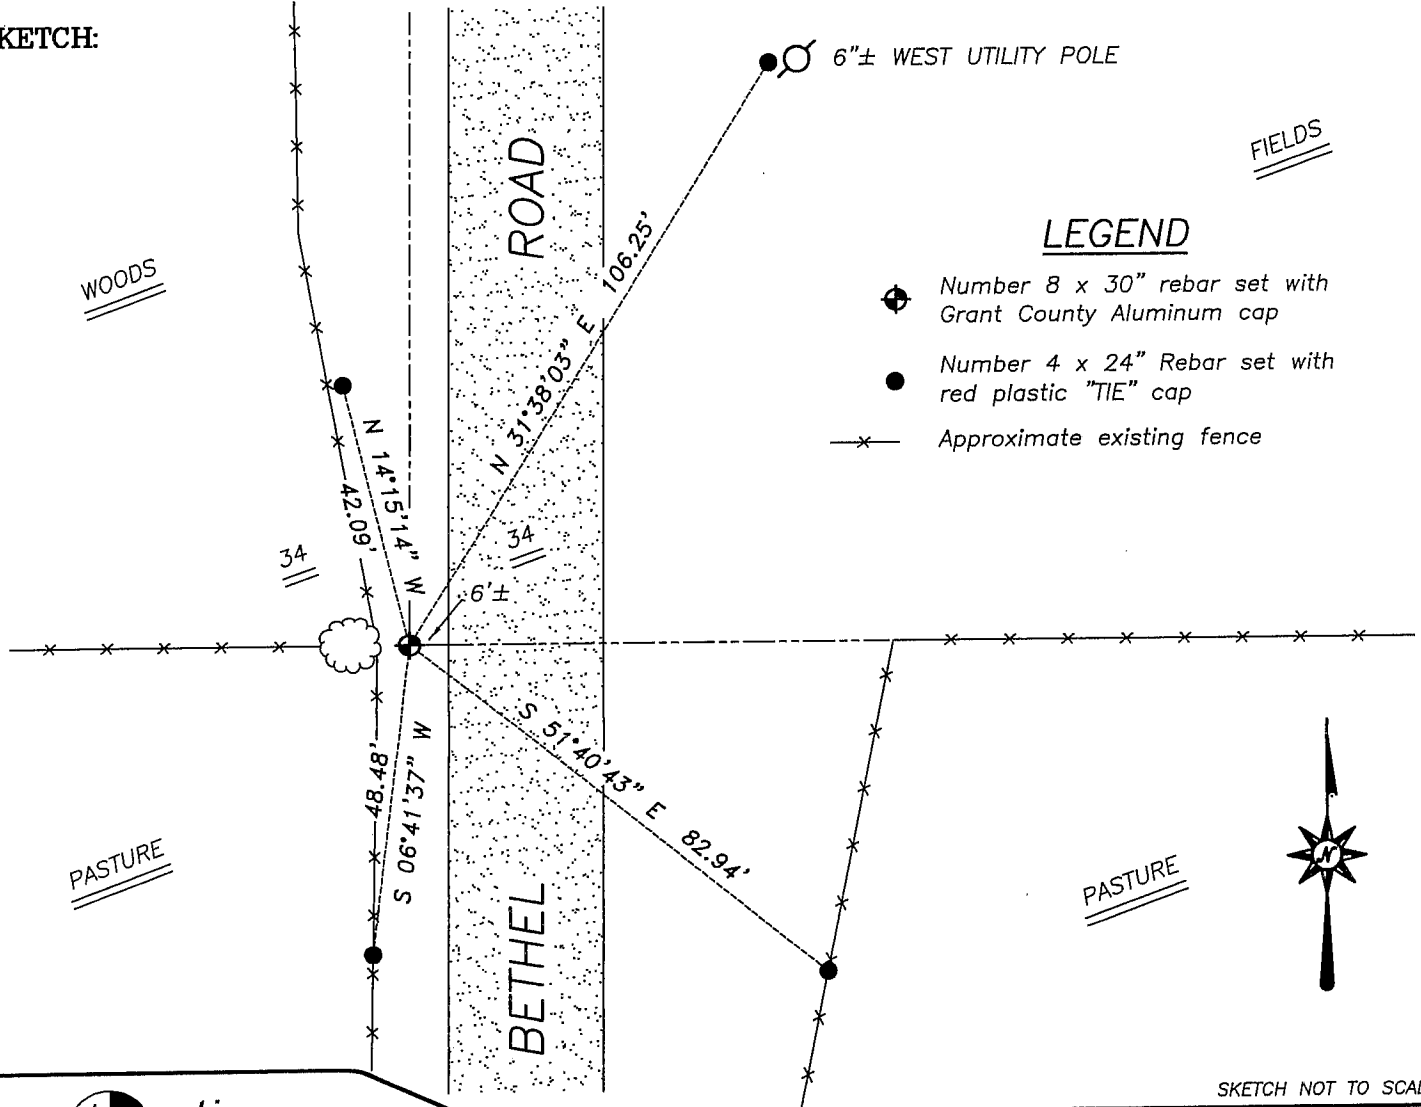 KETCH:
6"± WEST UTILITY POLE
FIELDS
ROAD
LEGEND
WOODS
106.25'
Number 8 x 30" rebar set with
Grant County Aluminum cap
Number 4 x 24" Rebar set with
red plastic "TIE" cap
Approximate existing fence
N 31°38'03" E
N 14°15'14" W
42.09'
34
34
6'±
S 51°40'43" E 82.94'
48.48'
S 06°41'37" W
PASTURE
PASTURE
BETHEL
N
SKETCH NOT TO SCAL